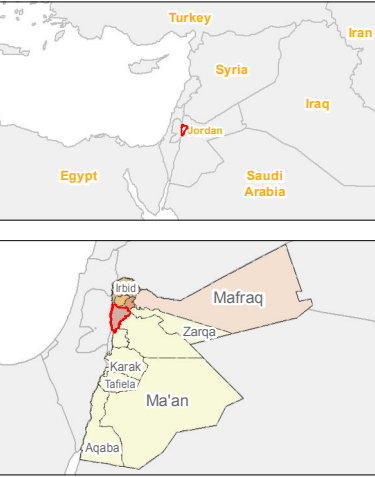 Turkey
Iran
Syria
Iraq
Jordan
Egypt
Saudi
Arabia
Irbid
Mafraq
Zarqa
Karak
Tafiela
Ma'an
Aqaba